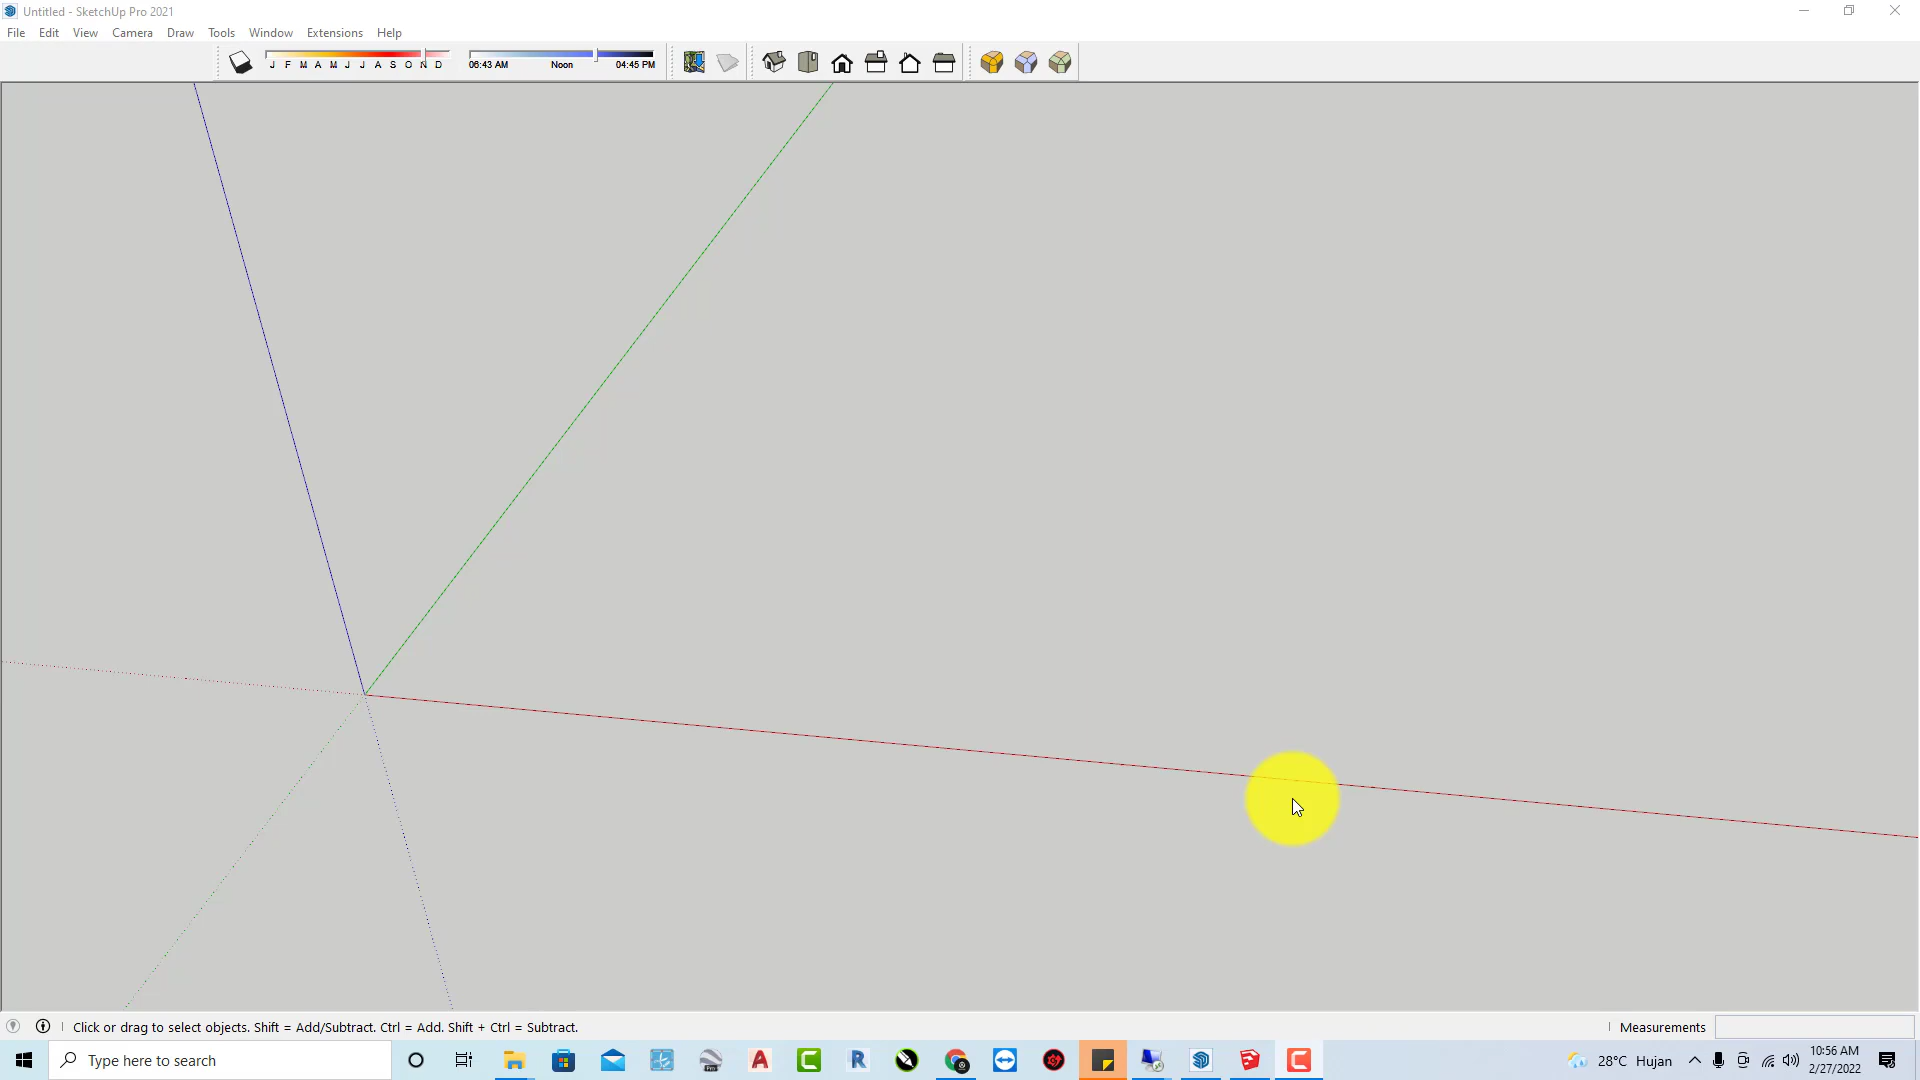 Untitled - SketchUp Pro 2021
File Edit View Camera Draw Tools Window Extensions Help
J F M A M J J A S O N D
06:43 AM Noon 04:45 PM
Click or drag to select objects. Shift = Add/Subtract. Ctrl = Add. Shift + Ctrl = Subtract.
Measurements
Type here to search
28°C Hujan
10:56 AM
2/27/2022